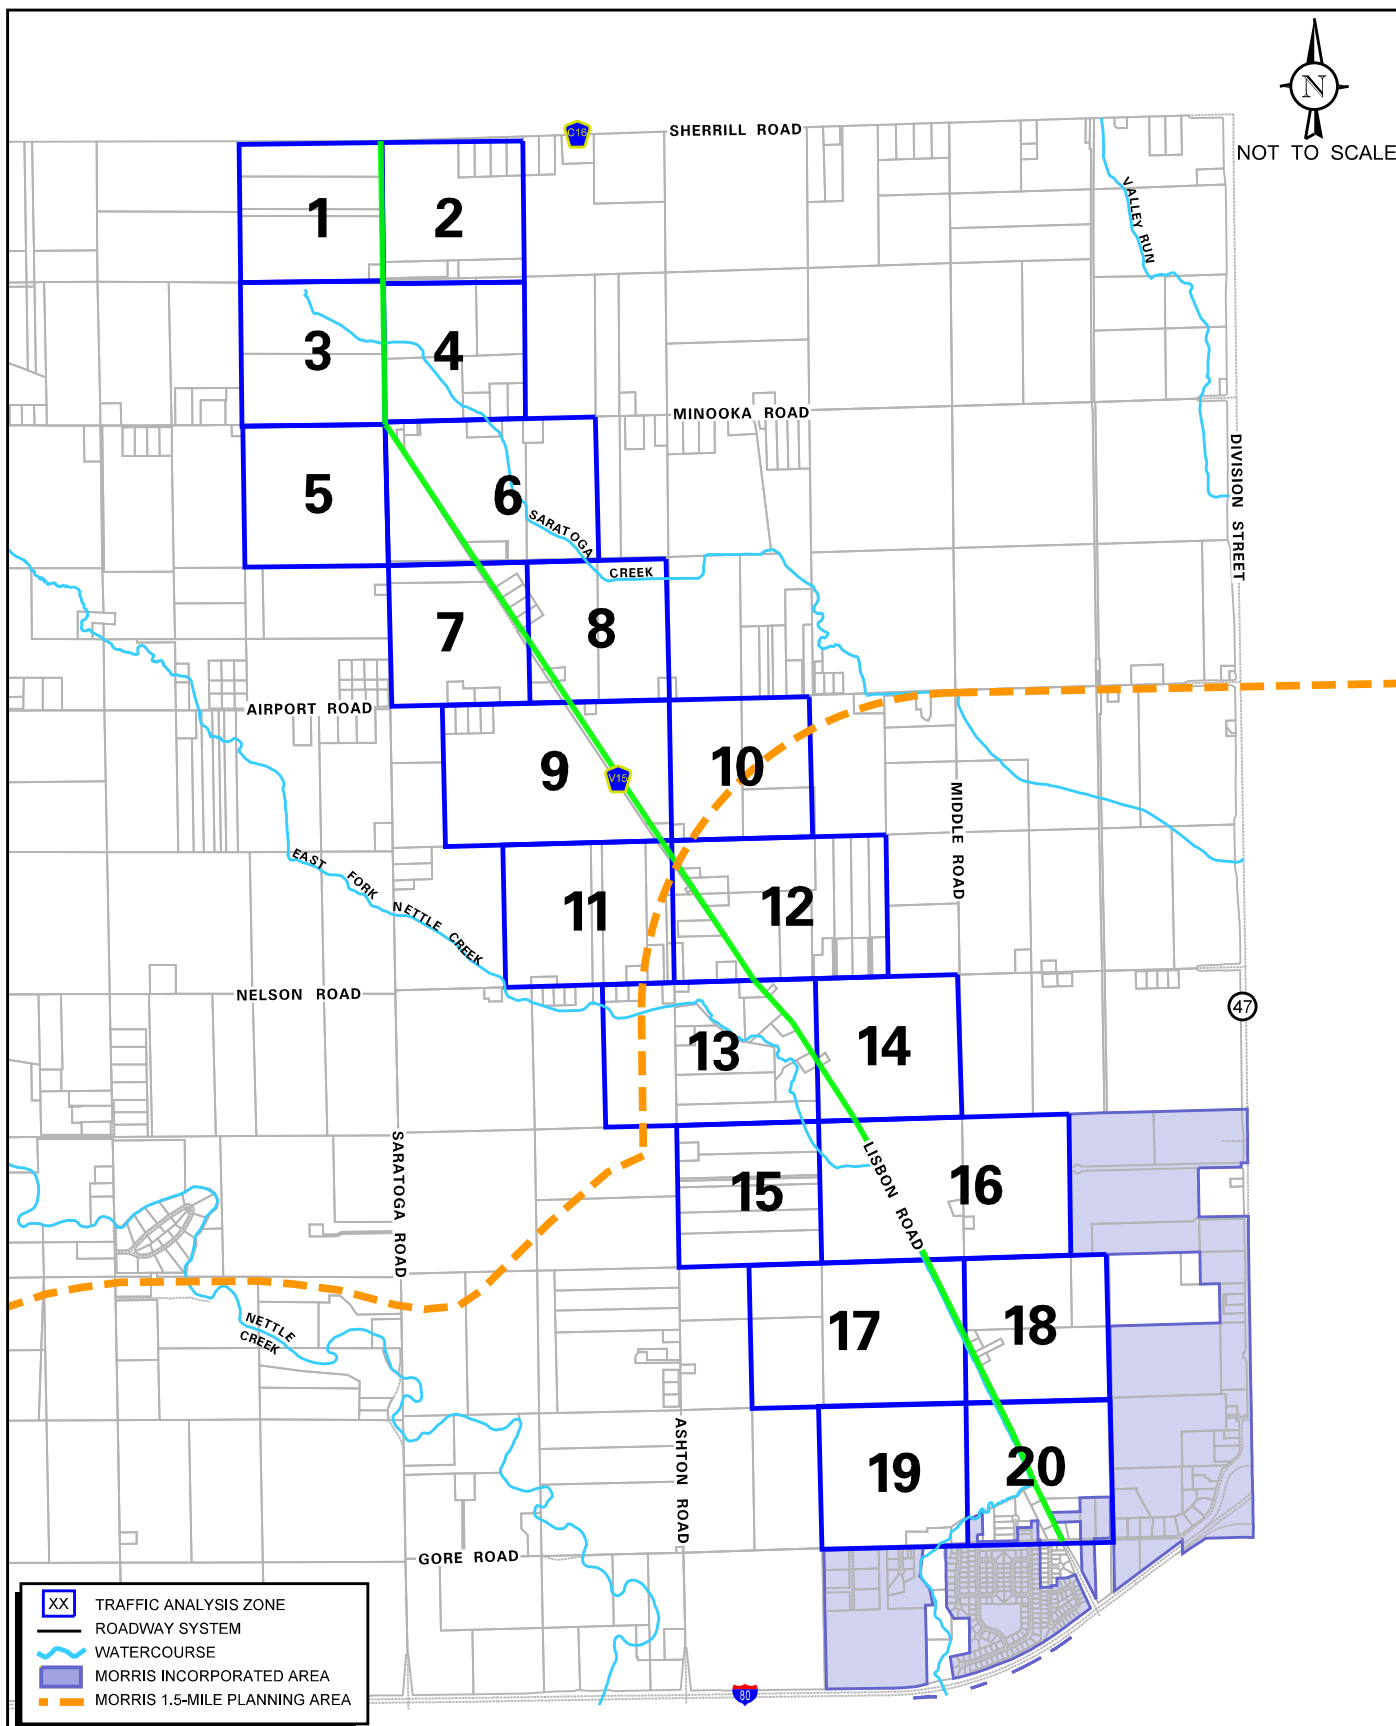 N
NOT TO SCALE
C16
SHERRILL ROAD
VALLEY RUN
1
2
3
4
MINOOKA ROAD
DIVISION STREET
5
6
SARATOGA
CREEK
7
8
AIRPORT ROAD
9
V15
10
MIDDLE ROAD
EAST FORK NETTLE CREEK
11
12
NELSON ROAD
47
13
14
SARATOGA ROAD
LISBON ROAD
15
16
NETTLE
CREEK
17
18
ASHTON ROAD
19
20
GORE ROAD
XX TRAFFIC ANALYSIS ZONE
ROADWAY SYSTEM
WATERCOURSE
MORRIS INCORPORATED AREA
MORRIS 1.5-MILE PLANNING AREA
80